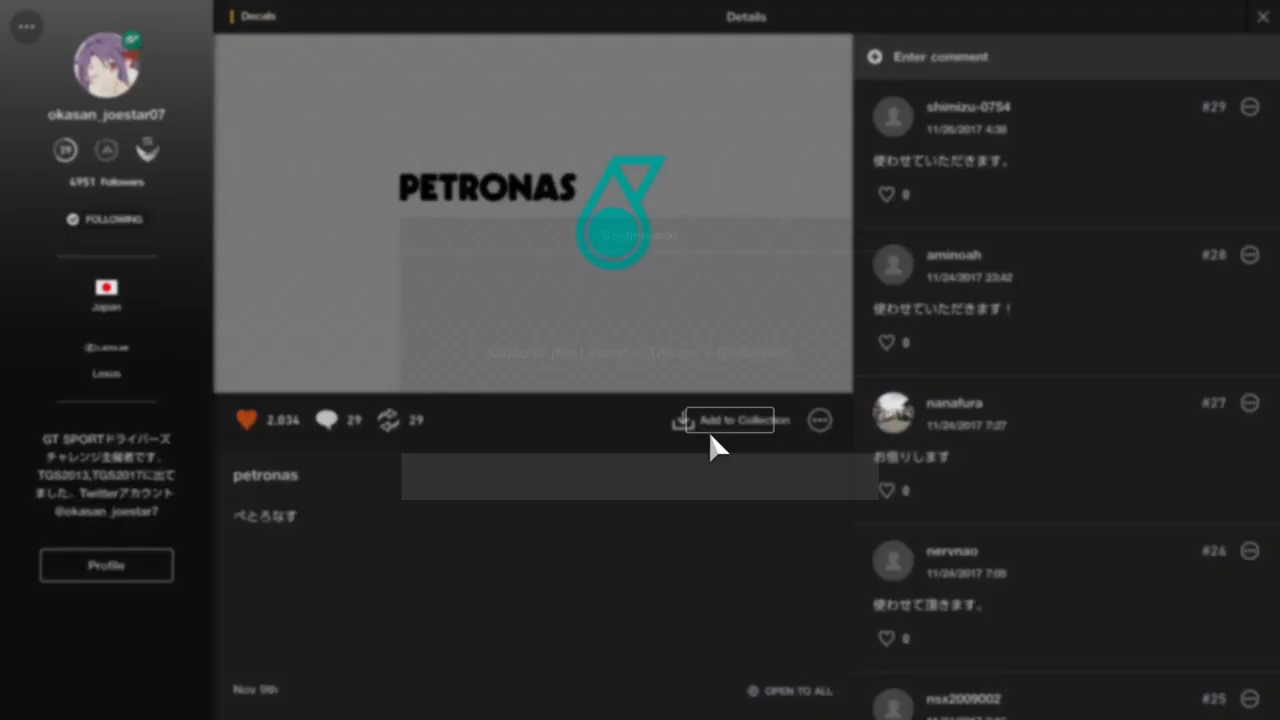 Decals
Details
okasan_joestar07
39
4951 Followers
FOLLOWING
Japan
LEXUS
Lexus
GT SPORTドライバーズ
チャレンジ主催者です。
TGS2013,TGS2017に出て
ました。Twitterアカウント
@okasan_joestar7
Profile
PETRONAS
Confirmation
2,034
29
29
Add to Collection
petronas
ぺとろなす
Nov 9th
OPEN TO ALL
Enter comment
shimizu-0754
#29
11/26/2017 4:38
使わせていただきます。
0
aminoah
#28
11/24/2017 23:42
使わせていただきます！
0
nanafura
#27
11/24/2017 7:27
お借りします
0
nervnao
#26
11/24/2017 7:05
使わせて頂きます。
0
nsx2009002
#25